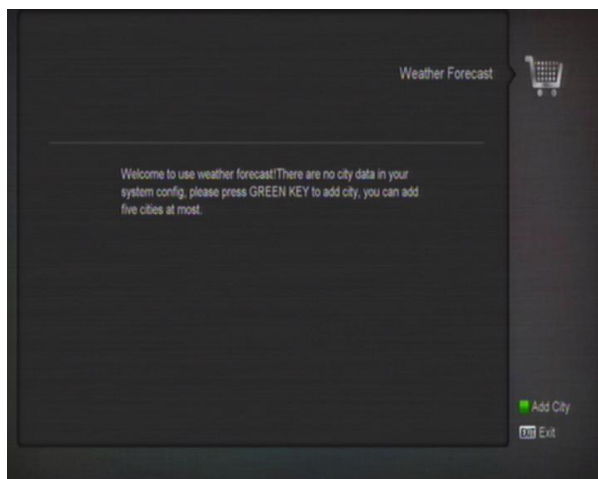 Weather Forecast
Welcome to use weather forecast!There are no city data in your
system config, please press GREEN KEY to add city, you can add
five cities at most.
Add City
EXIT Exit